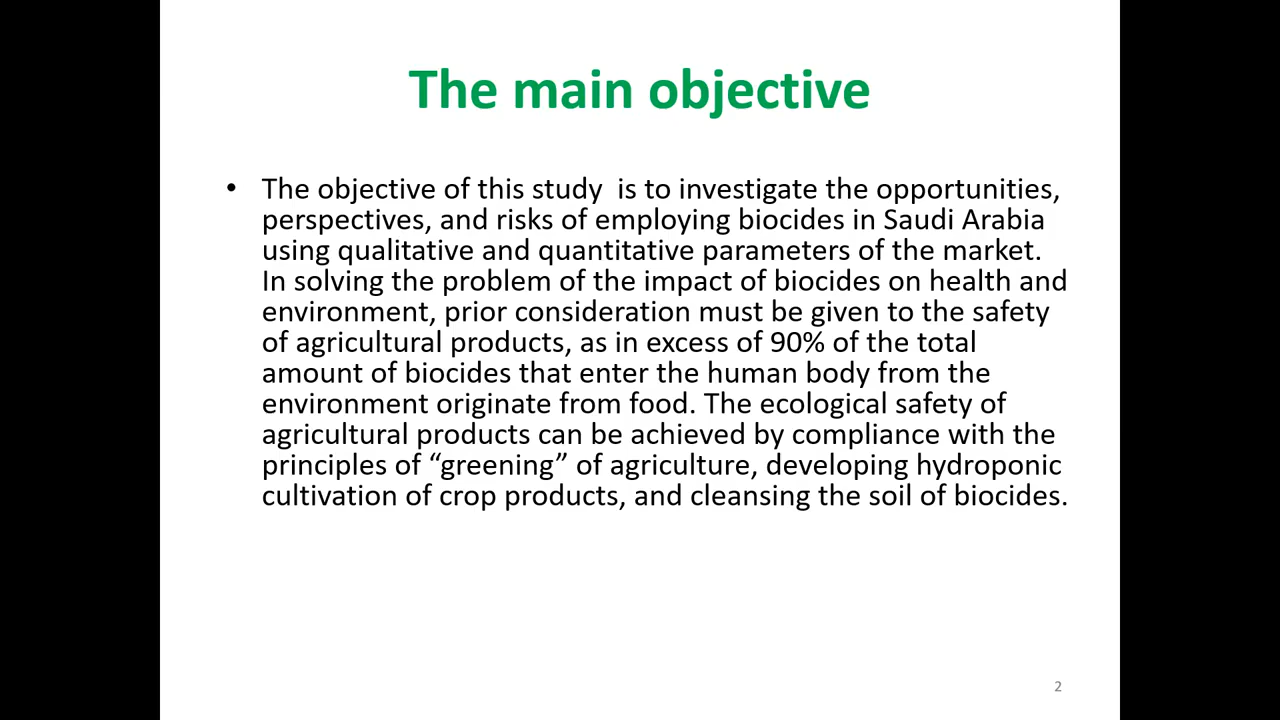 The main objective
• The objective of this study  is to investigate the opportunities,
perspectives, and risks of employing biocides in Saudi Arabia
using qualitative and quantitative parameters of the market.
In solving the problem of the impact of biocides on health and
environment, prior consideration must be given to the safety
of agricultural products, as in excess of 90% of the total
amount of biocides that enter the human body from the
environment originate from food. The ecological safety of
agricultural products can be achieved by compliance with the
principles of “greening” of agriculture, developing hydroponic
cultivation of crop products, and cleansing the soil of biocides.
2